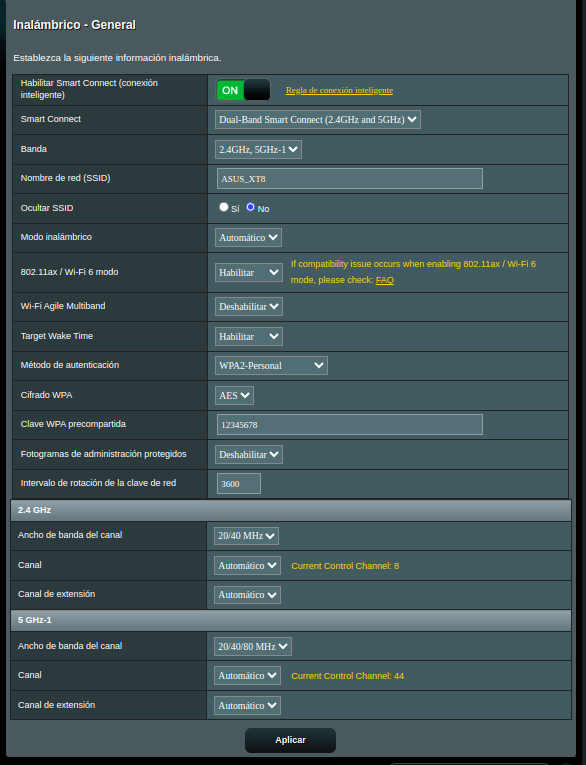 Inalámbrico - General
Establezca la siguiente información inalámbrica.
Habilitar Smart Connect (conexión
inteligente)
ON
Regla de conexión inteligente
Smart Connect
Dual-Band Smart Connect (2.4GHz and 5GHz)
Banda
2.4GHz, 5GHz-1
Nombre de red (SSID)
ASUS_XT8
Ocultar SSID
Sí No
Modo inalámbrico
Automático
802.11ax / Wi-Fi 6 modo
Habilitar
If compatibility issue occurs when enabling 802.11ax / Wi-Fi 6
mode, please check: FAQ
Wi-Fi Agile Multiband
Deshabilitar
Target Wake Time
Habilitar
Método de autenticación
WPA2-Personal
Cifrado WPA
AES
Clave WPA precompartida
12345678
Fotogramas de administración protegidos
Deshabilitar
Intervalo de rotación de la clave de red
3600
2.4 GHz
Ancho de banda del canal
20/40 MHz
Canal
Automático
Current Control Channel: 8
Canal de extensión
Automático
5 GHz-1
Ancho de banda del canal
20/40/80 MHz
Canal
Automático
Current Control Channel: 44
Canal de extensión
Automático
Aplicar